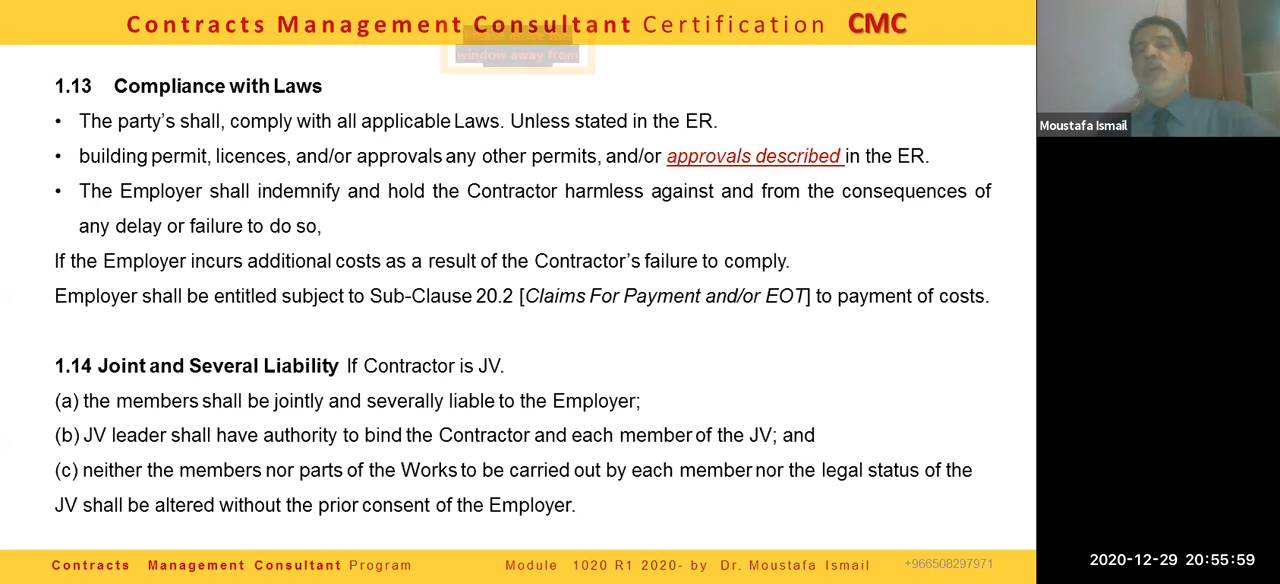 Contracts Management Consultant Certification CMC
window away from
1.13 Compliance with Laws
• The party's shall, comply with all applicable Laws. Unless stated in the ER.
• building permit, licences, and/or approvals any other permits, and/or approvals described in the ER.
• The Employer shall indemnify and hold the Contractor harmless against and from the consequences of
any delay or failure to do so,
If the Employer incurs additional costs as a result of the Contractor's failure to comply.
Employer shall be entitled subject to Sub-Clause 20.2 [Claims For Payment and/or EOT] to payment of costs.
1.14 Joint and Several Liability If Contractor is JV.
(a) the members shall be jointly and severally liable to the Employer;
(b) JV leader shall have authority to bind the Contractor and each member of the JV; and
(c) neither the members nor parts of the Works to be carried out by each member nor the legal status of the
JV shall be altered without the prior consent of the Employer.
Contracts Management Consultant Program Module 1020 R1 2020- by Dr. Moustafa Ismail +966508297971
Moustafa Ismail
2020-12-29 20:55:59